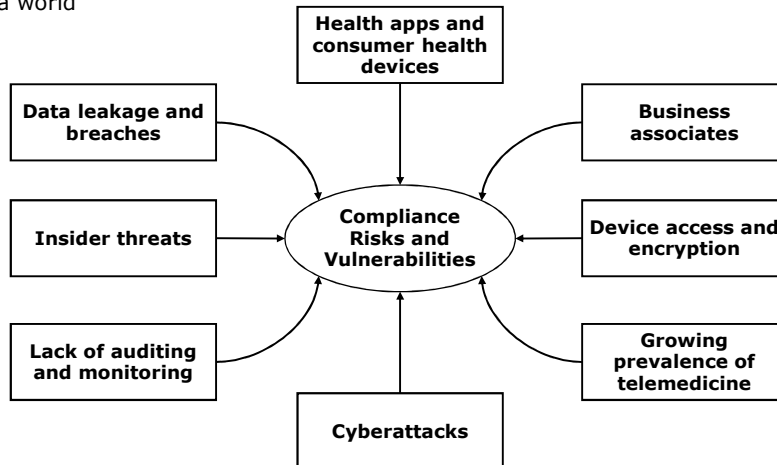 a world
Health apps and
consumer health
devices
Data leakage and
breaches
Business
associates
Insider threats
Compliance
Risks and
Vulnerabilities
Device access and
encryption
Lack of auditing
and monitoring
Growing
prevalence of
telemedicine
Cyberattacks